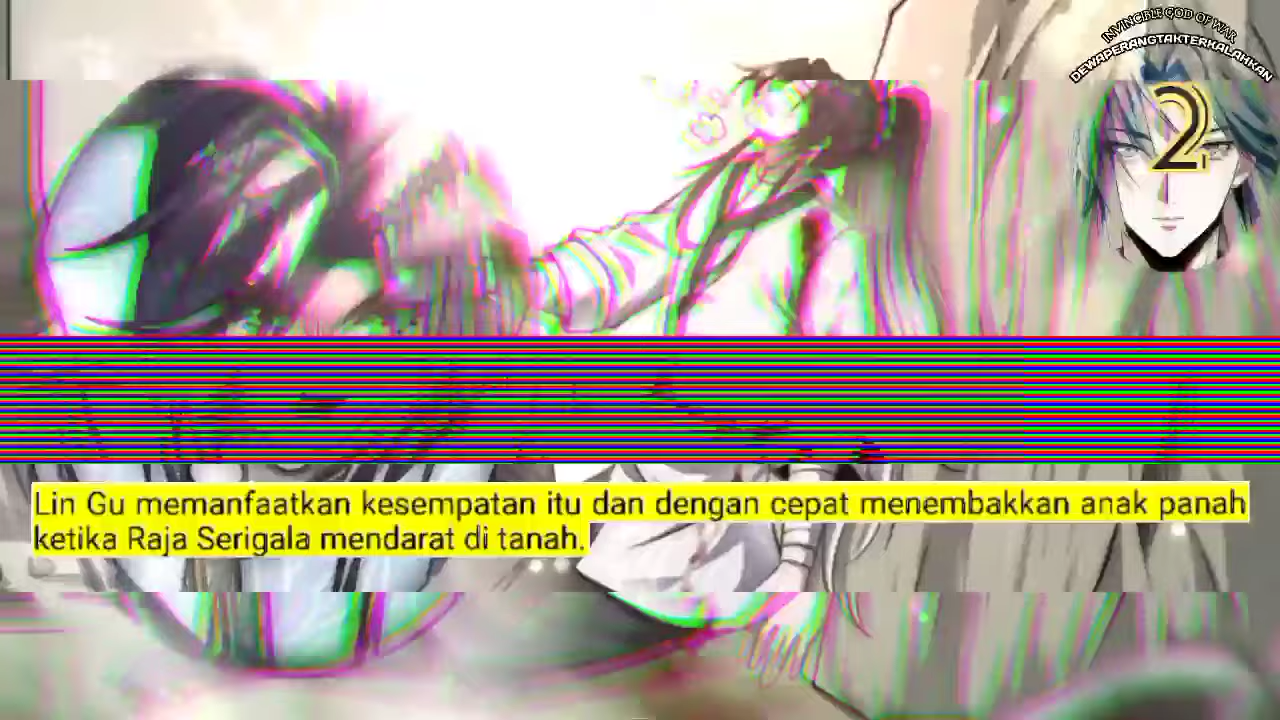 INVINCIBLE GOD OF WAR
DEWAPERANGTAKTERKALAHKAN
2
Lin Gu memanfaatkan kesempatan itu dan dengan cepat menembakkan anak panah
ketika Raja Serigala mendarat di tanah.